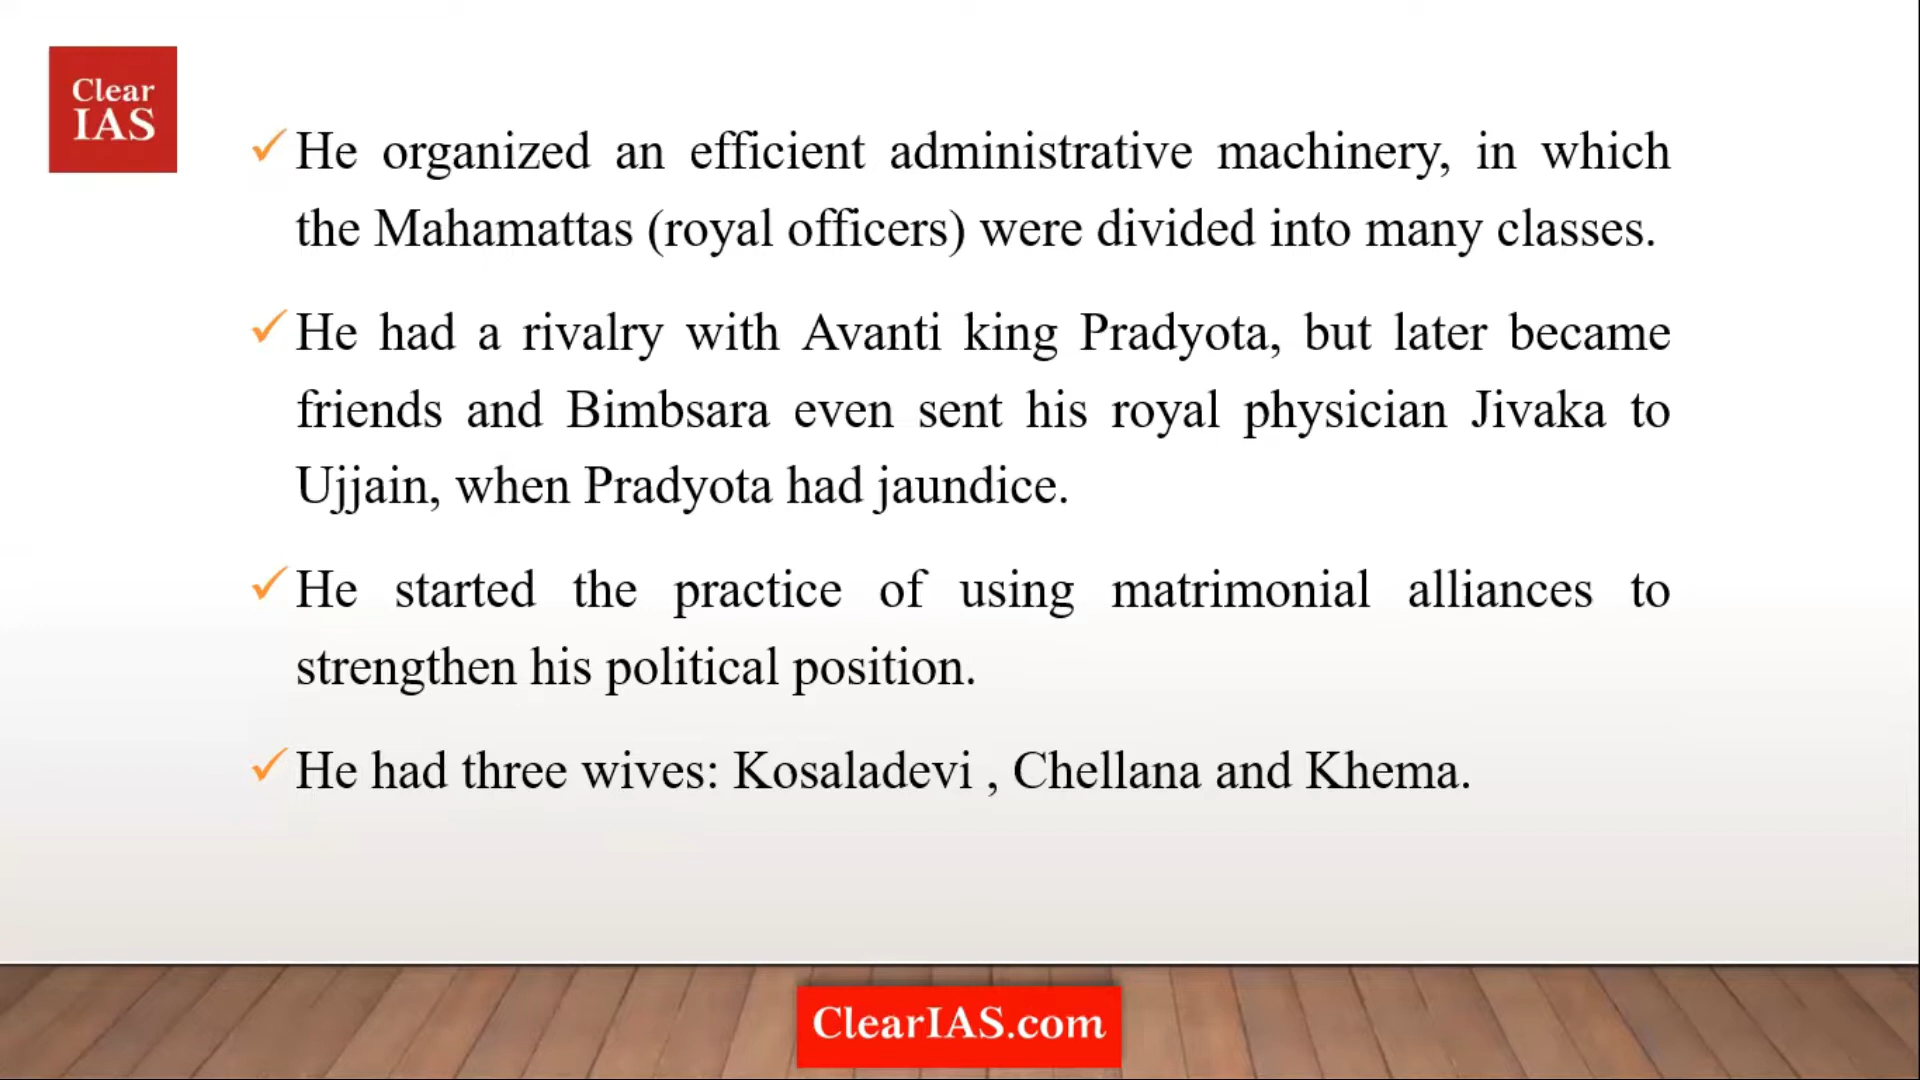 Clear
IAS
He organized an efficient administrative machinery, in which
the Mahamattas (royal officers) were divided into many classes.
He had a rivalry with Avanti king Pradyota, but later became
friends and Bimbsara even sent his royal physician Jivaka to
Ujjain, when Pradyota had jaundice.
He started the practice of using matrimonial alliances to
strengthen his political position.
He had three wives: Kosaladevi , Chellana and Khema.
ClearIAS.com